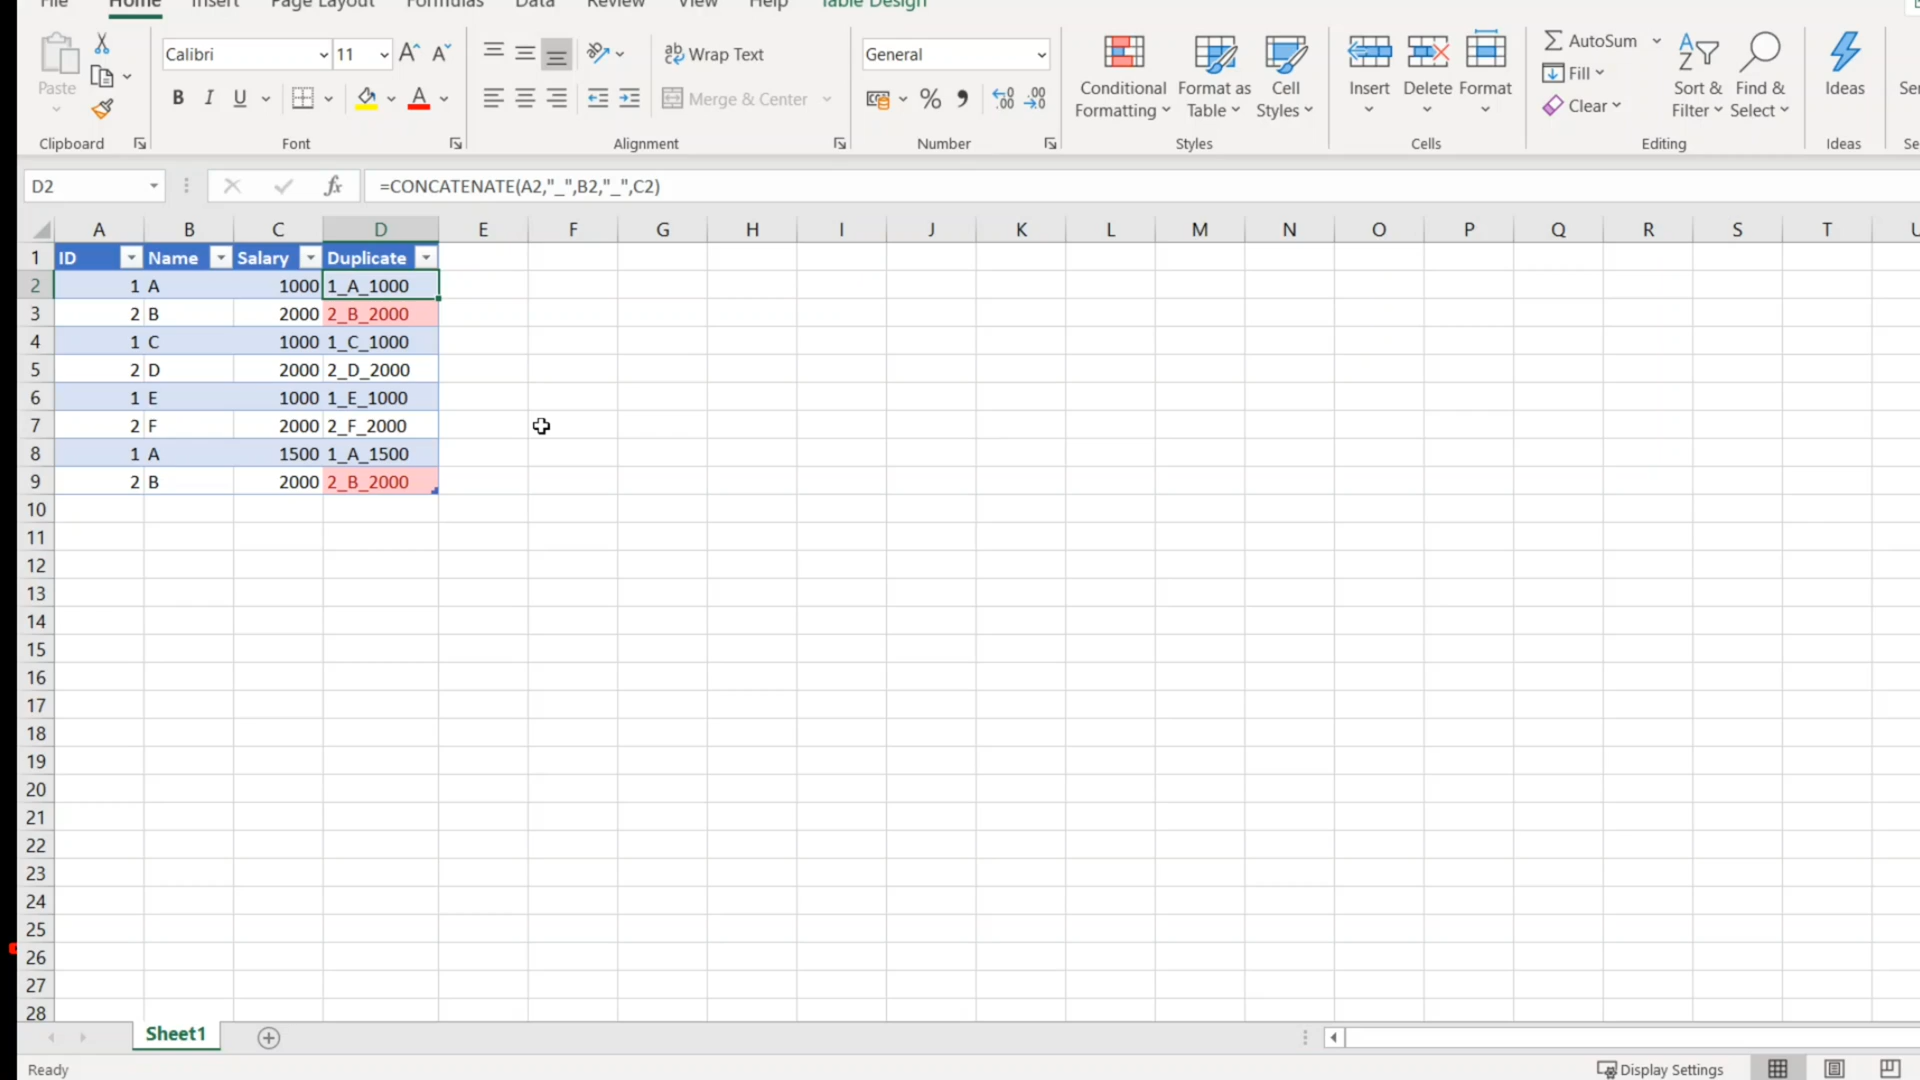 File Home Insert Page Layout Formulas Data Review View Help Table Design
Calibri 11 Wrap Text General AutoSum
Paste Conditional Format as Cell Insert Delete Format Fill Sort & Find & Ideas
B I U Merge & Center % Formatting Table Styles Clear Filter Select
Clipboard Font Alignment Number Styles Cells Editing Ideas
D2 fx =CONCATENATE(A2,"_",B2,"_",C2)
A B C D E F G H I J K L M N O P Q R S T U
1 ID Name Salary Duplicate
2 1 A 1000 1_A_1000
3 2 B 2000 2_B_2000
4 1 C 1000 1_C_1000
5 2 D 2000 2_D_2000
6 1 E 1000 1_E_1000
7 2 F 2000 2_F_2000
8 1 A 1500 1_A_1500
9 2 B 2000 2_B_2000
10
11
12
13
14
15
16
17
18
19
20
21
22
23
24
25
26
27
28
Sheet1
Ready Display Settings